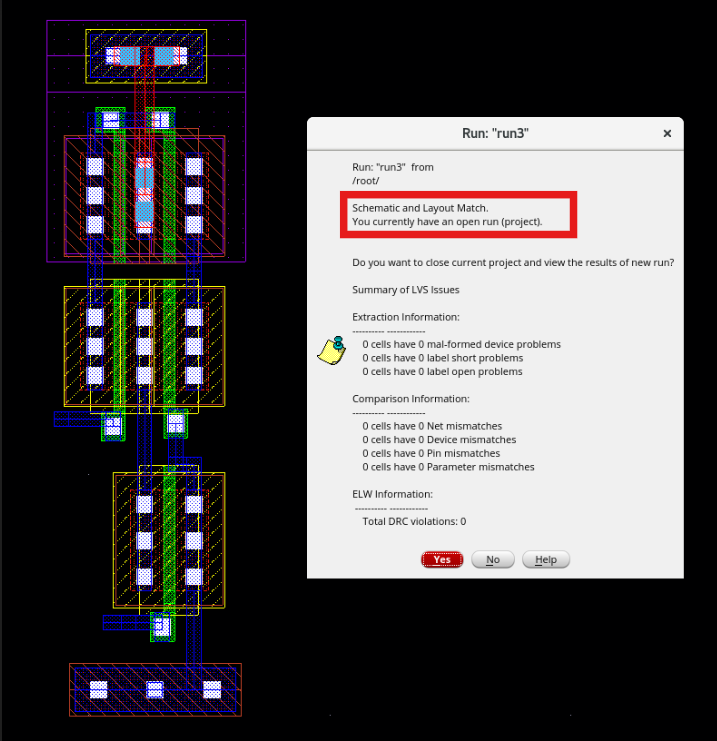 Run: "run3"
Run: "run3" from
/root/
Schematic and Layout Match.
You currently have an open run (project).
Do you want to close current project and view the results of new run?
Summary of LVS Issues
Extraction Information:
---------- ------------
0 cells have 0 mal-formed device problems
0 cells have 0 label short problems
0 cells have 0 label open problems
Comparison Information:
---------- ------------
0 cells have 0 Net mismatches
0 cells have 0 Device mismatches
0 cells have 0 Pin mismatches
0 cells have 0 Parameter mismatches
ELW Information:
---------- ------------
Total DRC violations: 0
Yes No Help